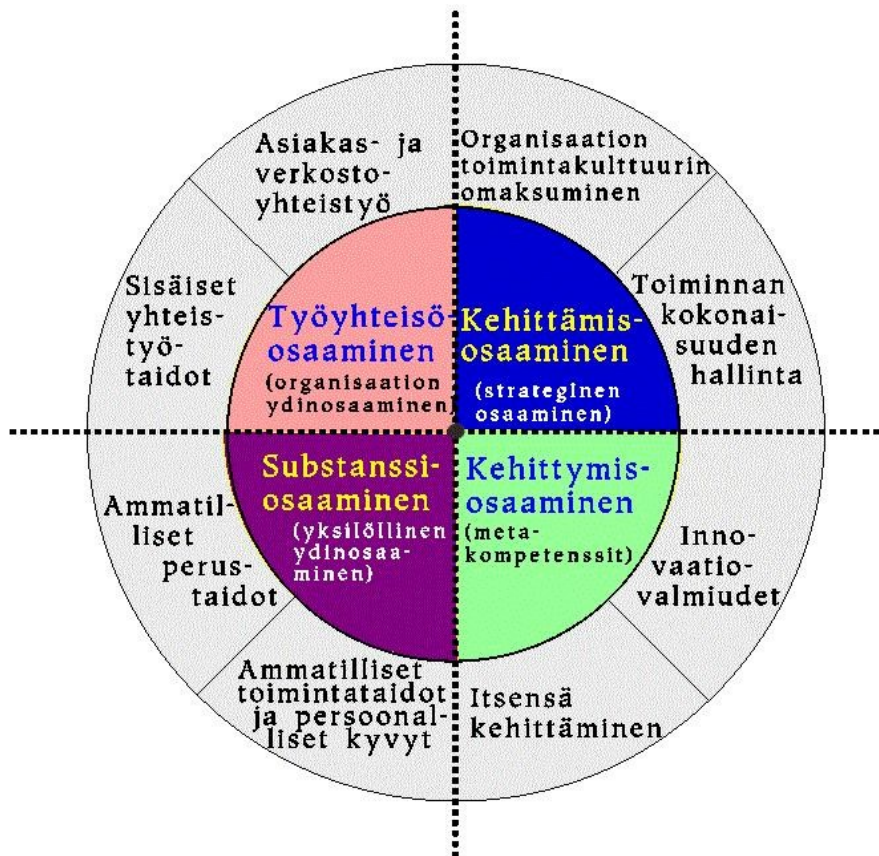 Asiakas- ja
verkosto-
yhteistyö
Organisaation
toimintakulttuurin
omaksuminen
Sisäiset
yhteis-
työ-
taidot
Työyhteisö-
osaaminen
(organisaation
ydinosaaminen)
Kehittämis-
osaaminen
(strateginen
osaaminen)
Toiminnan
kokonai-
suuden
hallinta
Ammatil-
liset
perus-
taidot
Substanssi-
osaaminen
(yksilöllinen
ydinosaa-
minen)
Kehittymis-
osaaminen
(meta-
kompetenssit)
Inno-
vaatio-
valmiudet
Ammatilliset
toimintataidot
ja persoonal-
liset kyvyt
Itsensä
kehittäminen